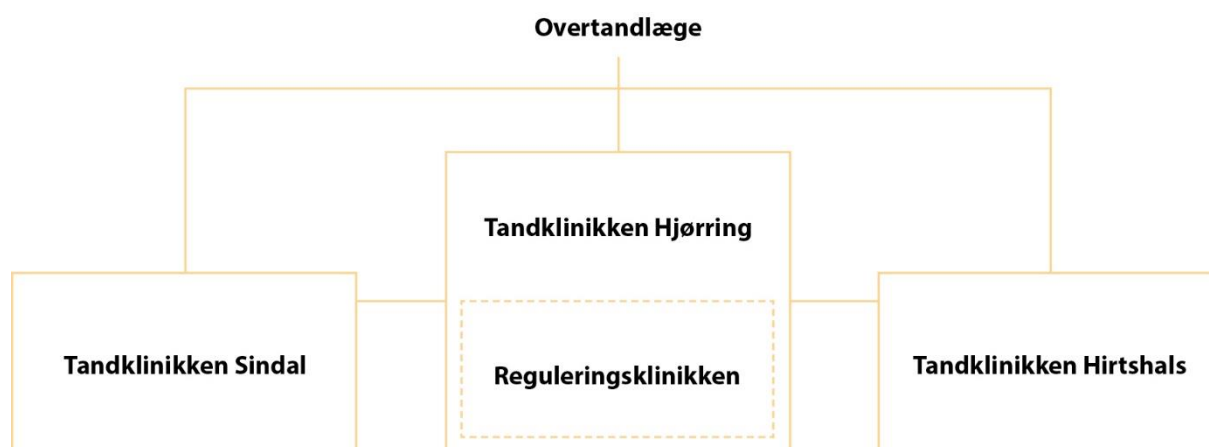 Overtandlæge
Tandklinikken Hjørring
Tandklinikken Sindal
Reguleringsklinikken
Tandklinikken Hirtshals